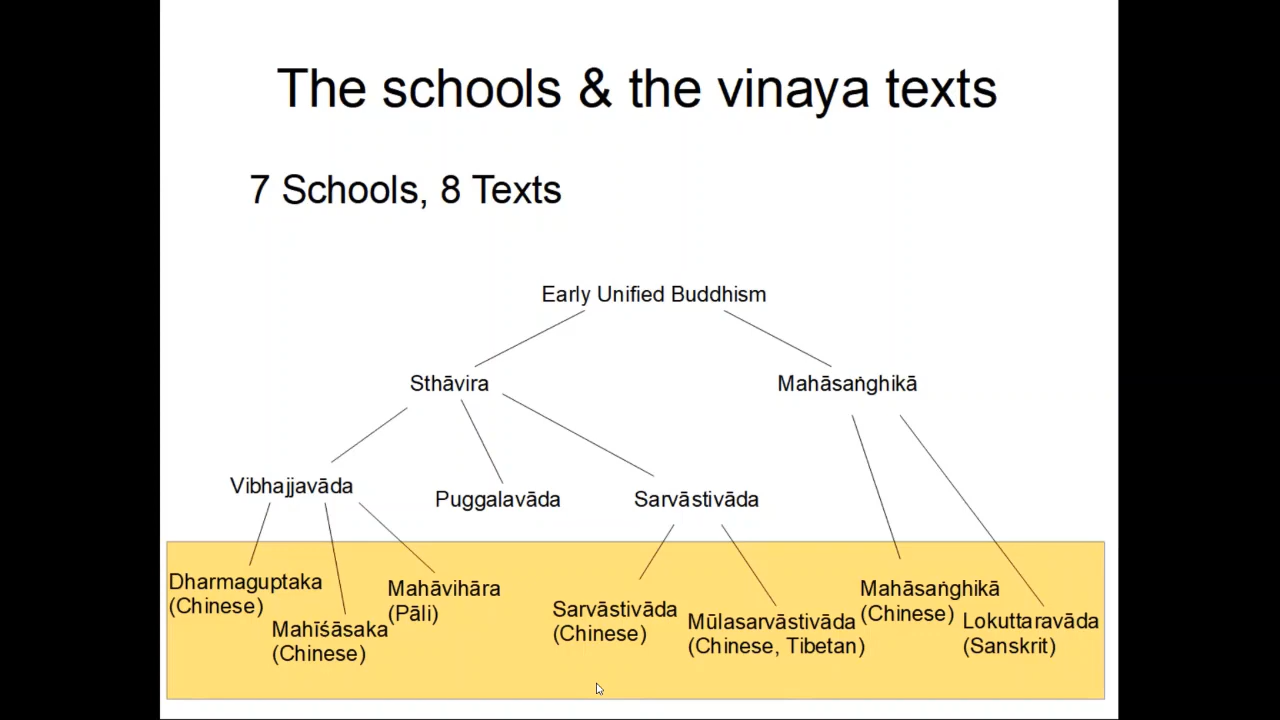 The schools & the vinaya texts
7 Schools, 8 Texts
Early Unified Buddhism
Sthāvira
Mahāsaṅghikā
Vibhajjavāda
Puggalavāda
Sarvāstivāda
Dharmaguptaka
(Chinese)
Mahīśāsaka
(Chinese)
Mahāvihāra
(Pāli)
Sarvāstivāda
(Chinese)
Mūlasarvāstivāda
(Chinese, Tibetan)
Mahāsaṅghikā
(Chinese)
Lokuttaravāda
(Sanskrit)